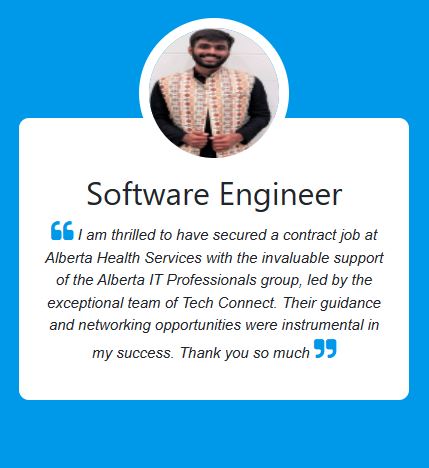 Software Engineer
“ I am thrilled to have secured a contract job at
Alberta Health Services with the invaluable support
of the Alberta IT Professionals group, led by the
exceptional team of Tech Connect. Their guidance
and networking opportunities were instrumental in
my success. Thank you so much ”